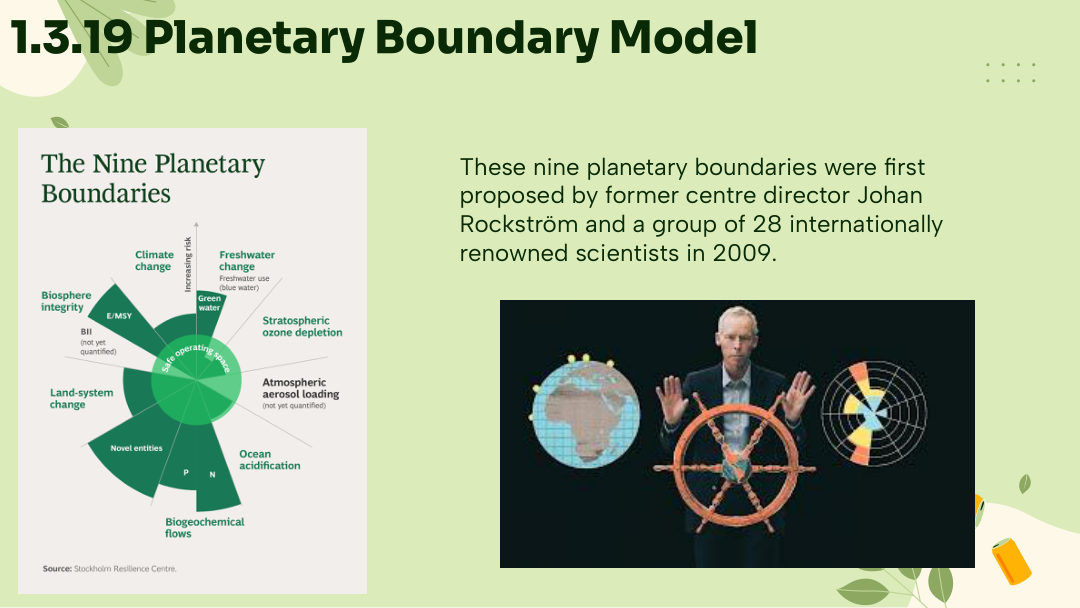 1.3.19 Planetary Boundary Model
The Nine Planetary
Boundaries
Increasing risk
Climate
change
Freshwater
change
Freshwater use
(blue water)
Green
water
Biosphere
integrity
E/MSY
BII
(not yet
quantified)
Stratospheric
ozone depletion
Safe operating space
Land-system
change
Atmospheric
aerosol loading
(not yet quantified)
Novel entities
P
N
Ocean
acidification
Biogeochemical
flows
Source: Stockholm Resilience Centre.
These nine planetary boundaries were first
proposed by former centre director Johan
Rockström and a group of 28 internationally
renowned scientists in 2009.